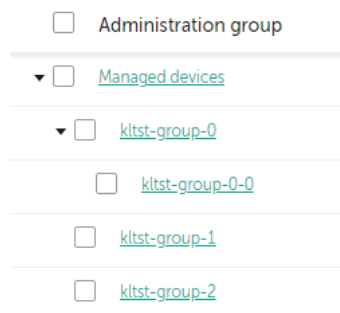 Administration group
Managed devices
kltst-group-0
kltst-group-0-0
kltst-group-1
kltst-group-2